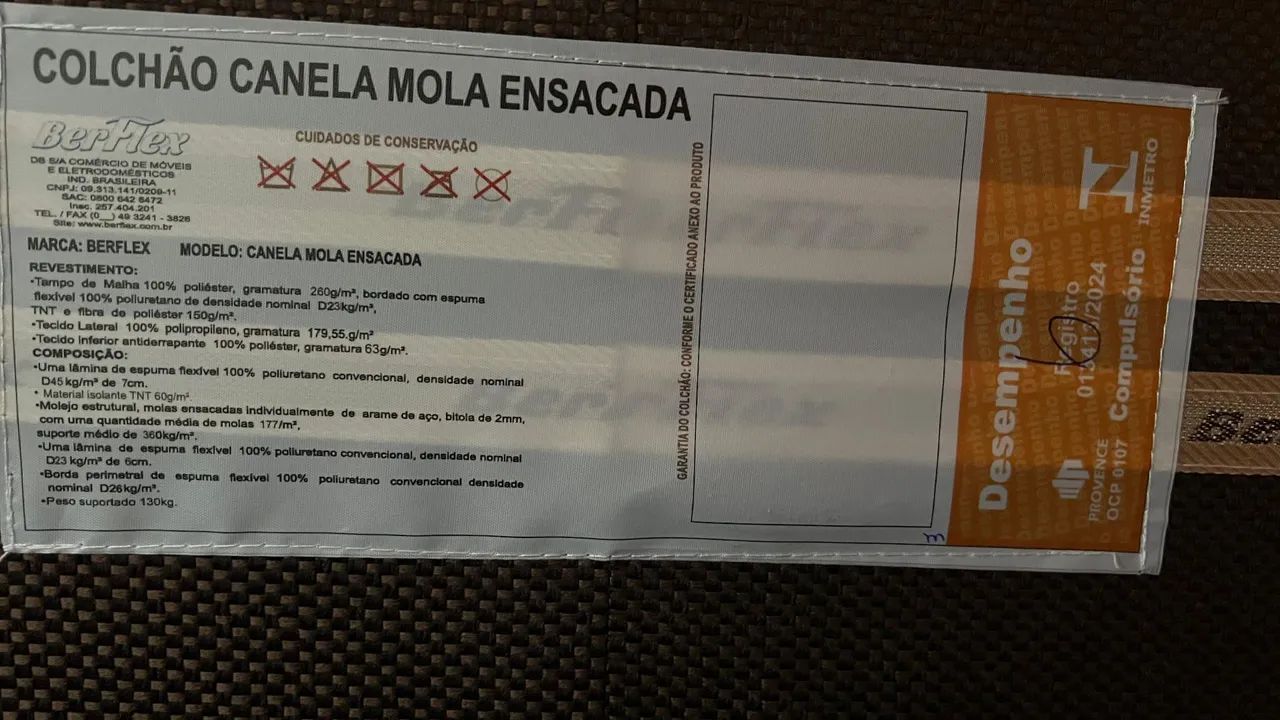 COLCHÃO CANELA MOLA ENSACADA
BerFlex
DB S/A COMÉRCIO DE MÓVEIS
E ELETRODOMÉSTICOS
IND. BRASILEIRA
CNPJ: 09.313.141/0209-11
SAC: 0800 642 6472
Insc. 257.404.201
TEL. / FAX (0__) 49 3241 - 3826
Site: www.berflex.com.br
CUIDADOS DE CONSERVAÇÃO
MARCA: BERFLEX MODELO: CANELA MOLA ENSACADA
REVESTIMENTO:
•Tampo de Malha 100% poliéster, gramatura 260g/m², bordado com espuma
flexível 100% poliuretano de densidade nominal D23kg/m³,
TNT e fibra de poliéster 150g/m².
•Tecido Lateral 100% polipropileno, gramatura 179,55.g/m²
•Tecido Inferior antiderrapante 100% poliéster, gramatura 63g/m².
COMPOSIÇÃO:
•Uma lâmina de espuma flexível 100% poliuretano convencional, densidade nominal
D45kg/m³ de 7cm.
• Material isolante TNT 60g/m².
•Molejo estrutural, molas ensacadas individualmente de arame de aço, bitola de 2mm,
com uma quantidade média de molas 177/m²,
suporte médio de 360kg/m².
•Uma lâmina de espuma flexível 100% poliuretano convencional, densidade nominal
D23 kg/m³ de 6cm.
•Borda perimetral de espuma flexível 100% poliuretano convencional densidade
nominal D26kg/m³.
•Peso suportado 130kg.
GARANTIA DO COLCHÃO: CONFORME O CERTIFICADO ANEXO AO PRODUTO
3
Desempenho
Registro
/2024
Compulsório
INMETRO
PROVENCE
OCP 0107